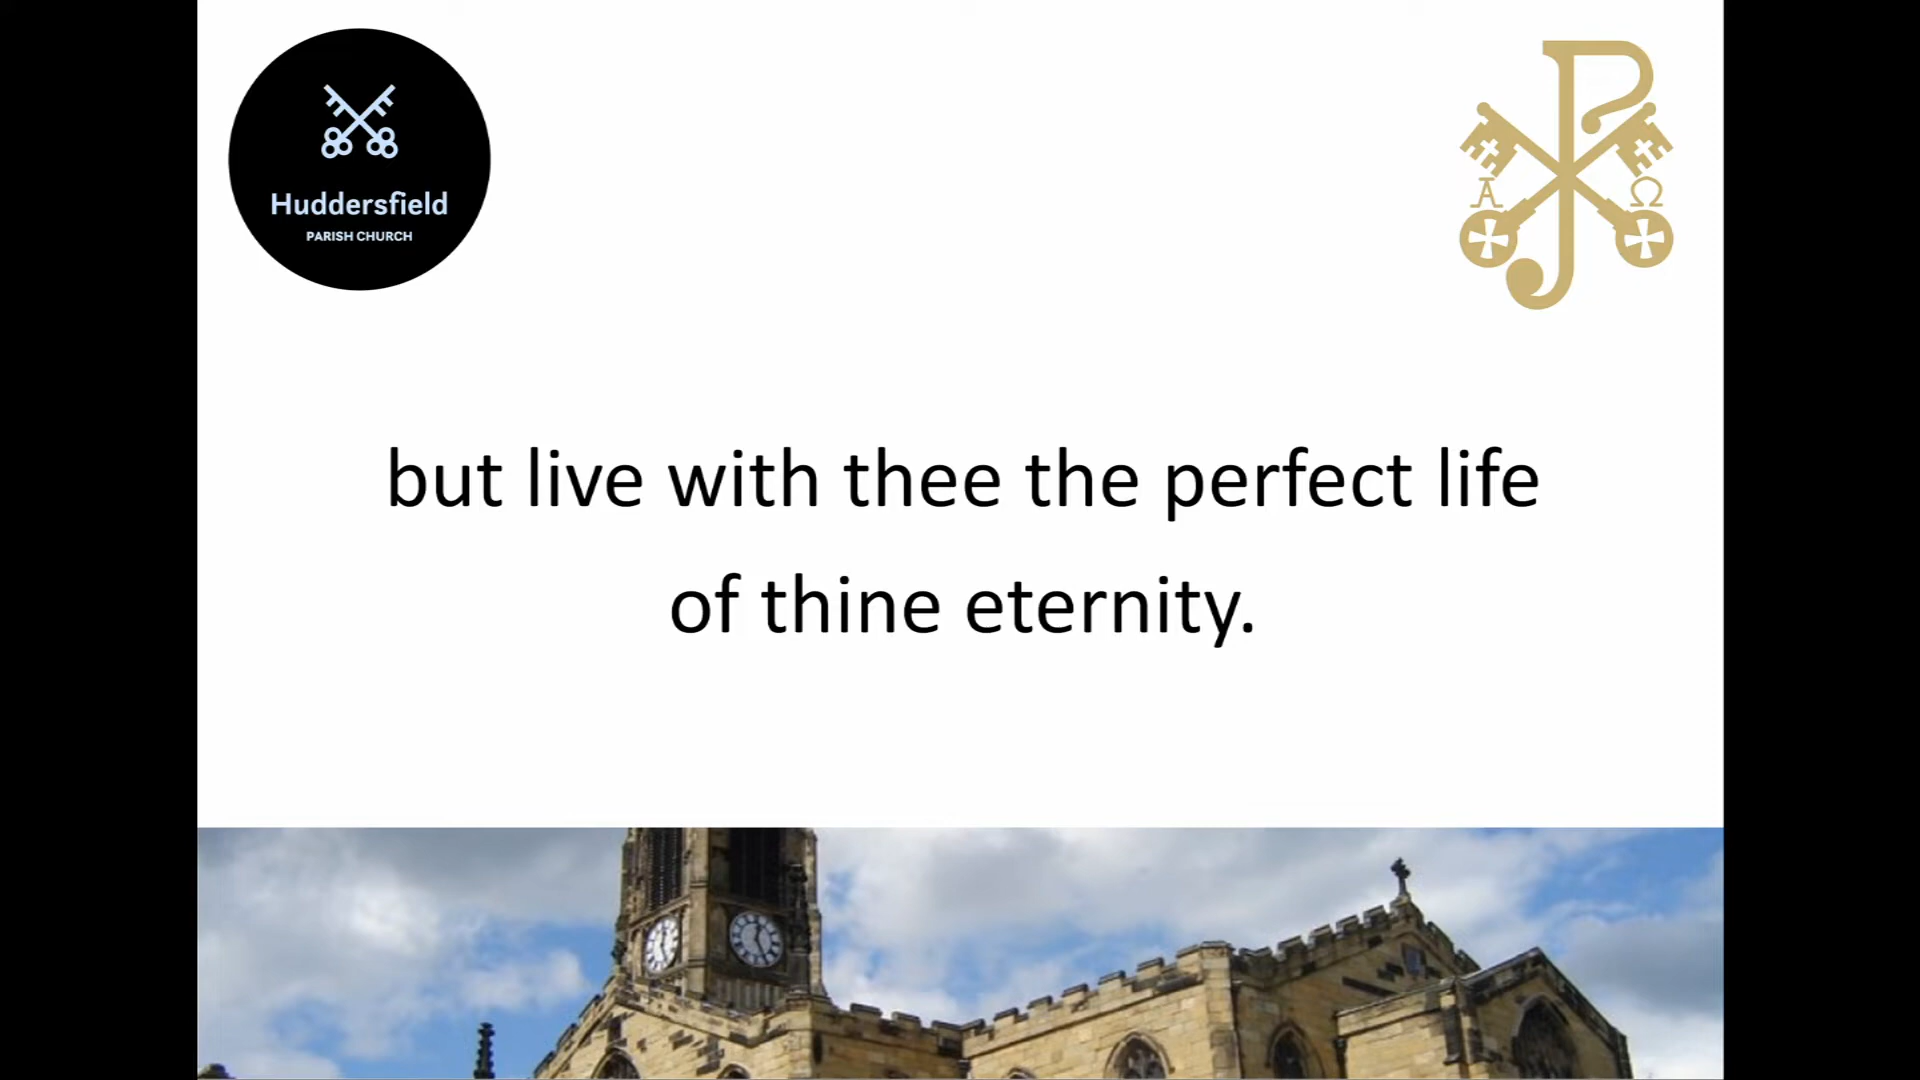 Huddersfield
PARISH CHURCH
Α Ω
but live with thee the perfect life
of thine eternity.